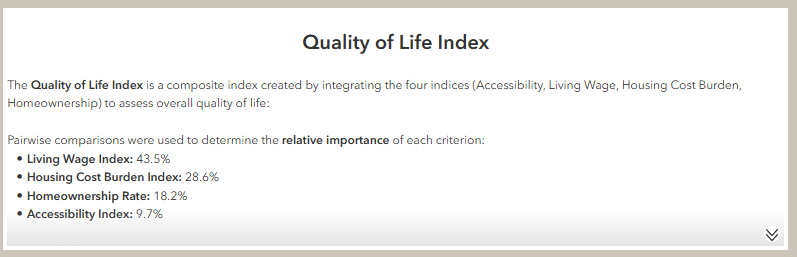 Quality of Life Index
The Quality of Life Index is a composite index created by integrating the four indices (Accessibility, Living Wage, Housing Cost Burden,
Homeownership) to assess overall quality of life:
Pairwise comparisons were used to determine the relative importance of each criterion:
• Living Wage Index: 43.5%
• Housing Cost Burden Index: 28.6%
• Homeownership Rate: 18.2%
• Accessibility Index: 9.7%